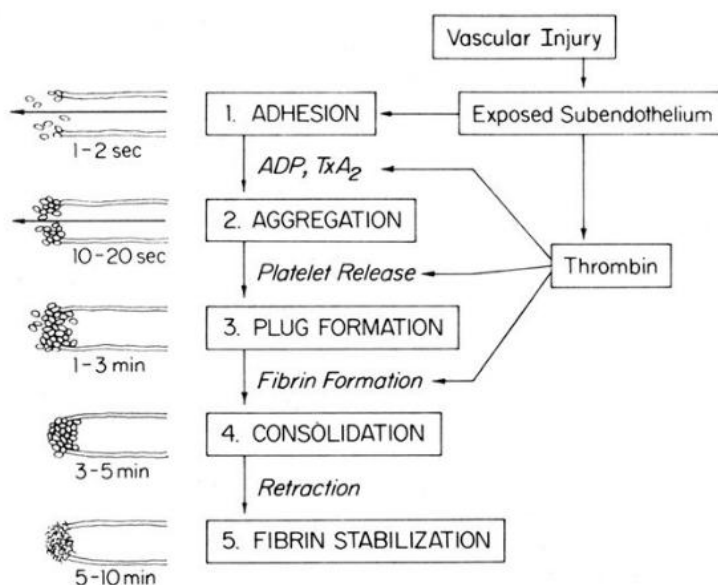 Vascular Injury
1. ADHESION
Exposed Subendothelium
1-2 sec
ADP, TxA2
2. AGGREGATION
10-20 sec
Platelet Release
Thrombin
3. PLUG FORMATION
1-3 min
Fibrin Formation
4. CONSOLIDATION
3-5 min
Retraction
5. FIBRIN STABILIZATION
5-10 min